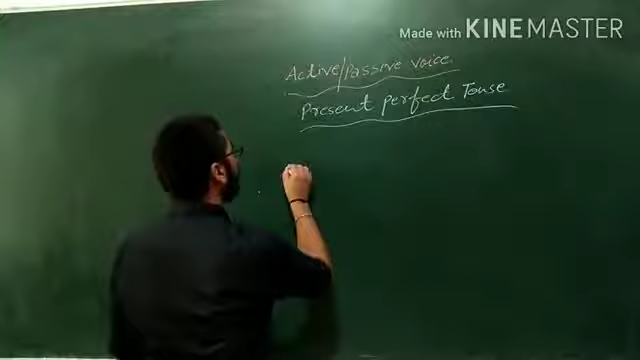 Made with KINEMASTER
Active/Passive Voice
Present perfect Tense